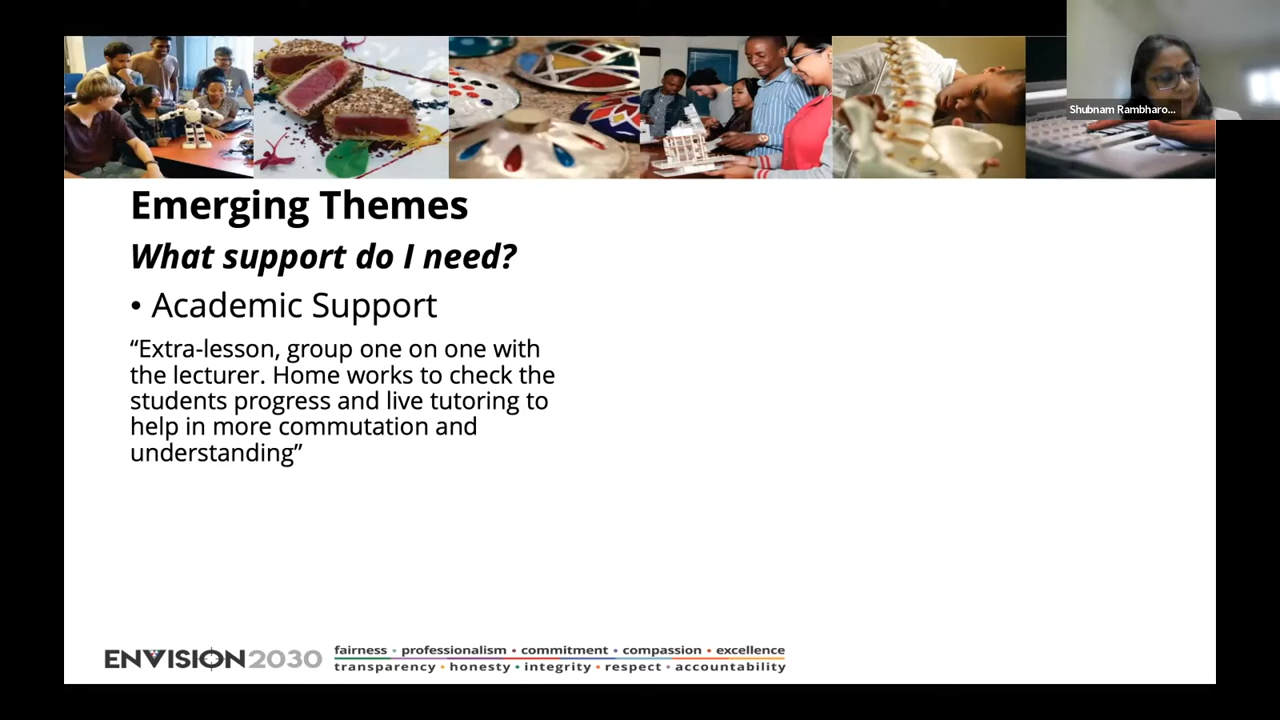 Shubnam Rambharo...
Emerging Themes
What support do I need?
• Academic Support
“Extra-lesson, group one on one with
the lecturer. Home works to check the
students progress and live tutoring to
help in more commutation and
understanding”
ENVISION2030
fairness • professionalism • commitment • compassion • excellence
transparency • honesty • integrity • respect • accountability